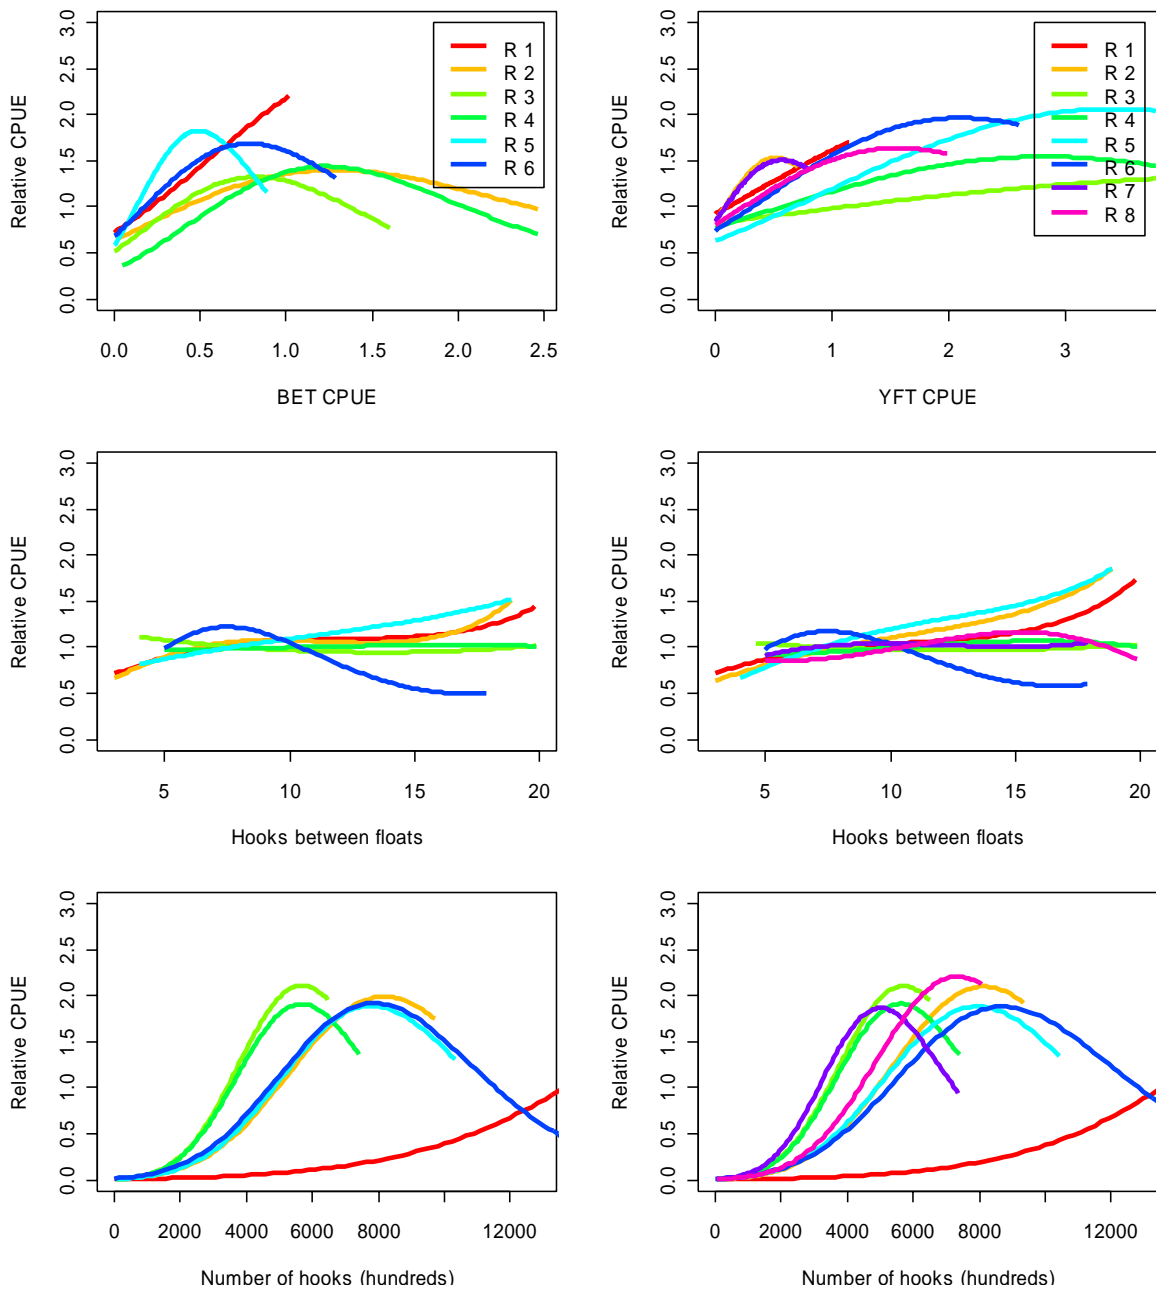 Relative CPUE
0.0 0.5 1.0 1.5 2.0 2.5 3.0
R 1
R 2
R 3
R 4
R 5
R 6
0.0 0.5 1.0 1.5 2.0 2.5
BET CPUE
Relative CPUE
0.0 0.5 1.0 1.5 2.0 2.5 3.0
R 1
R 2
R 3
R 4
R 5
R 6
R 7
R 8
0 1 2 3
YFT CPUE
Relative CPUE
0.0 0.5 1.0 1.5 2.0 2.5 3.0
5 10 15 20
Hooks between floats
Relative CPUE
0.0 0.5 1.0 1.5 2.0 2.5 3.0
5 10 15 20
Hooks between floats
Relative CPUE
0.0 0.5 1.0 1.5 2.0 2.5 3.0
0 2000 4000 6000 8000 12000
Number of hooks (hundreds)
Relative CPUE
0.0 0.5 1.0 1.5 2.0 2.5 3.0
0 2000 4000 6000 8000 12000
Number of hooks (hundreds)